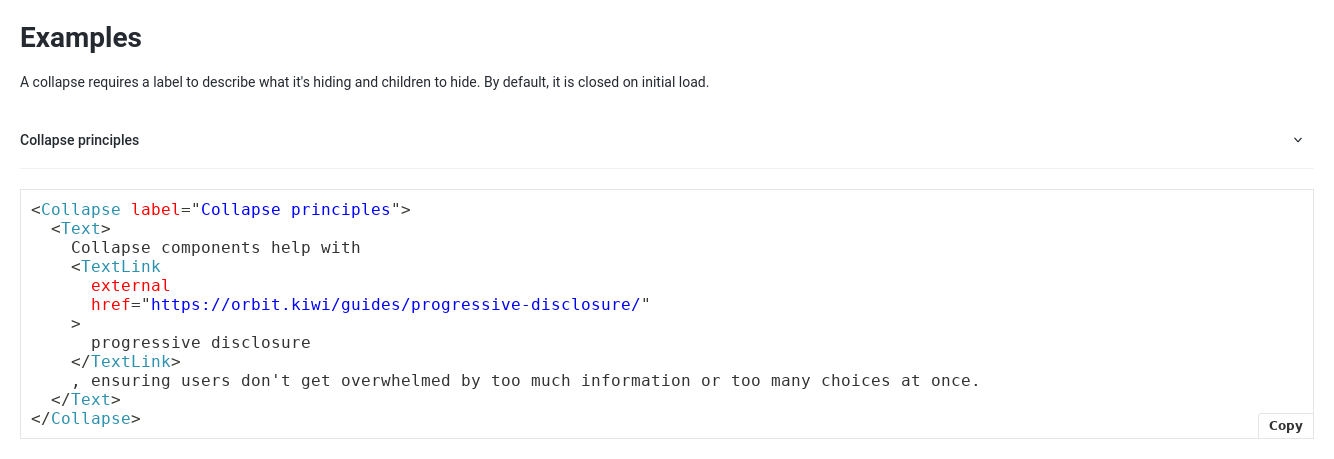 Examples
A collapse requires a label to describe what it's hiding and children to hide. By default, it is closed on initial load.
Collapse principles
<Collapse label="Collapse principles">
  <Text>
    Collapse components help with
    <TextLink
      external
      href="https://orbit.kiwi/guides/progressive-disclosure/"
    >
      progressive disclosure
    </TextLink>
    , ensuring users don't get overwhelmed by too much information or too many choices at once.
  </Text>
</Collapse>
Copy